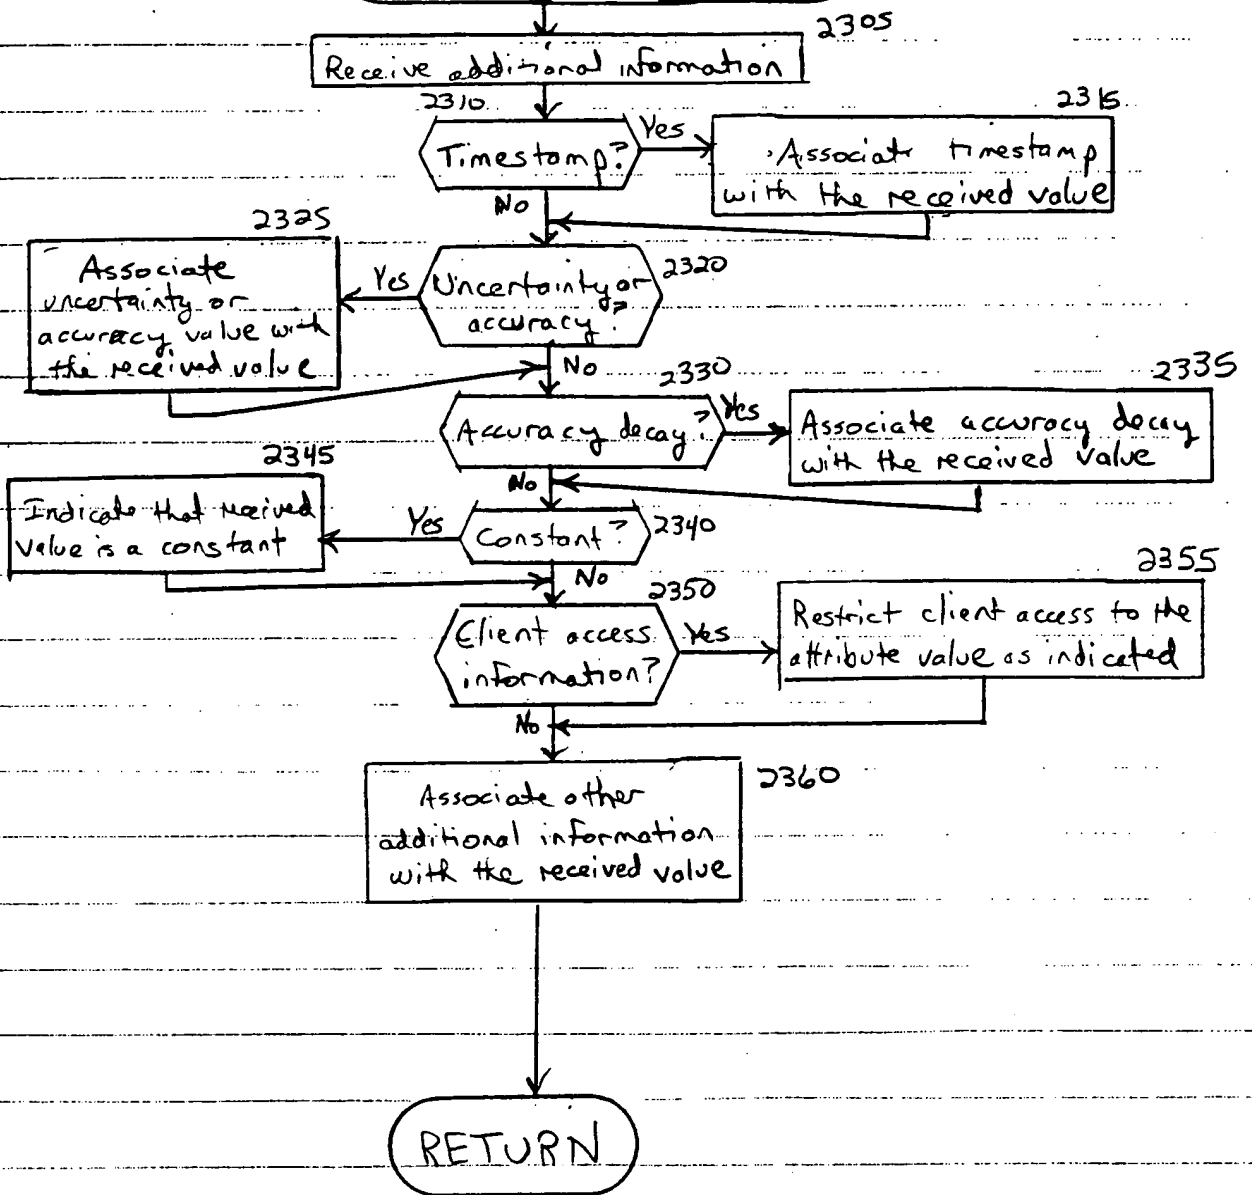 2305
Receive additional information
2310
Timestamp?
Yes
2315
Associate timestamp
with the received value
No
2325
Associate
uncertainty or
accuracy value with
the received value
Yes
Uncertainty or
accuracy?
2320
No
2330
Accuracy decay?
Yes
2335
Associate accuracy decay
with the received value
No
2345
Indicate that received
value is a constant
Yes
Constant?
2340
No
2350
Client access
information?
Yes
2355
Restrict client access to the
attribute value as indicated
No
2360
Associate other
additional information
with the received value
RETURN